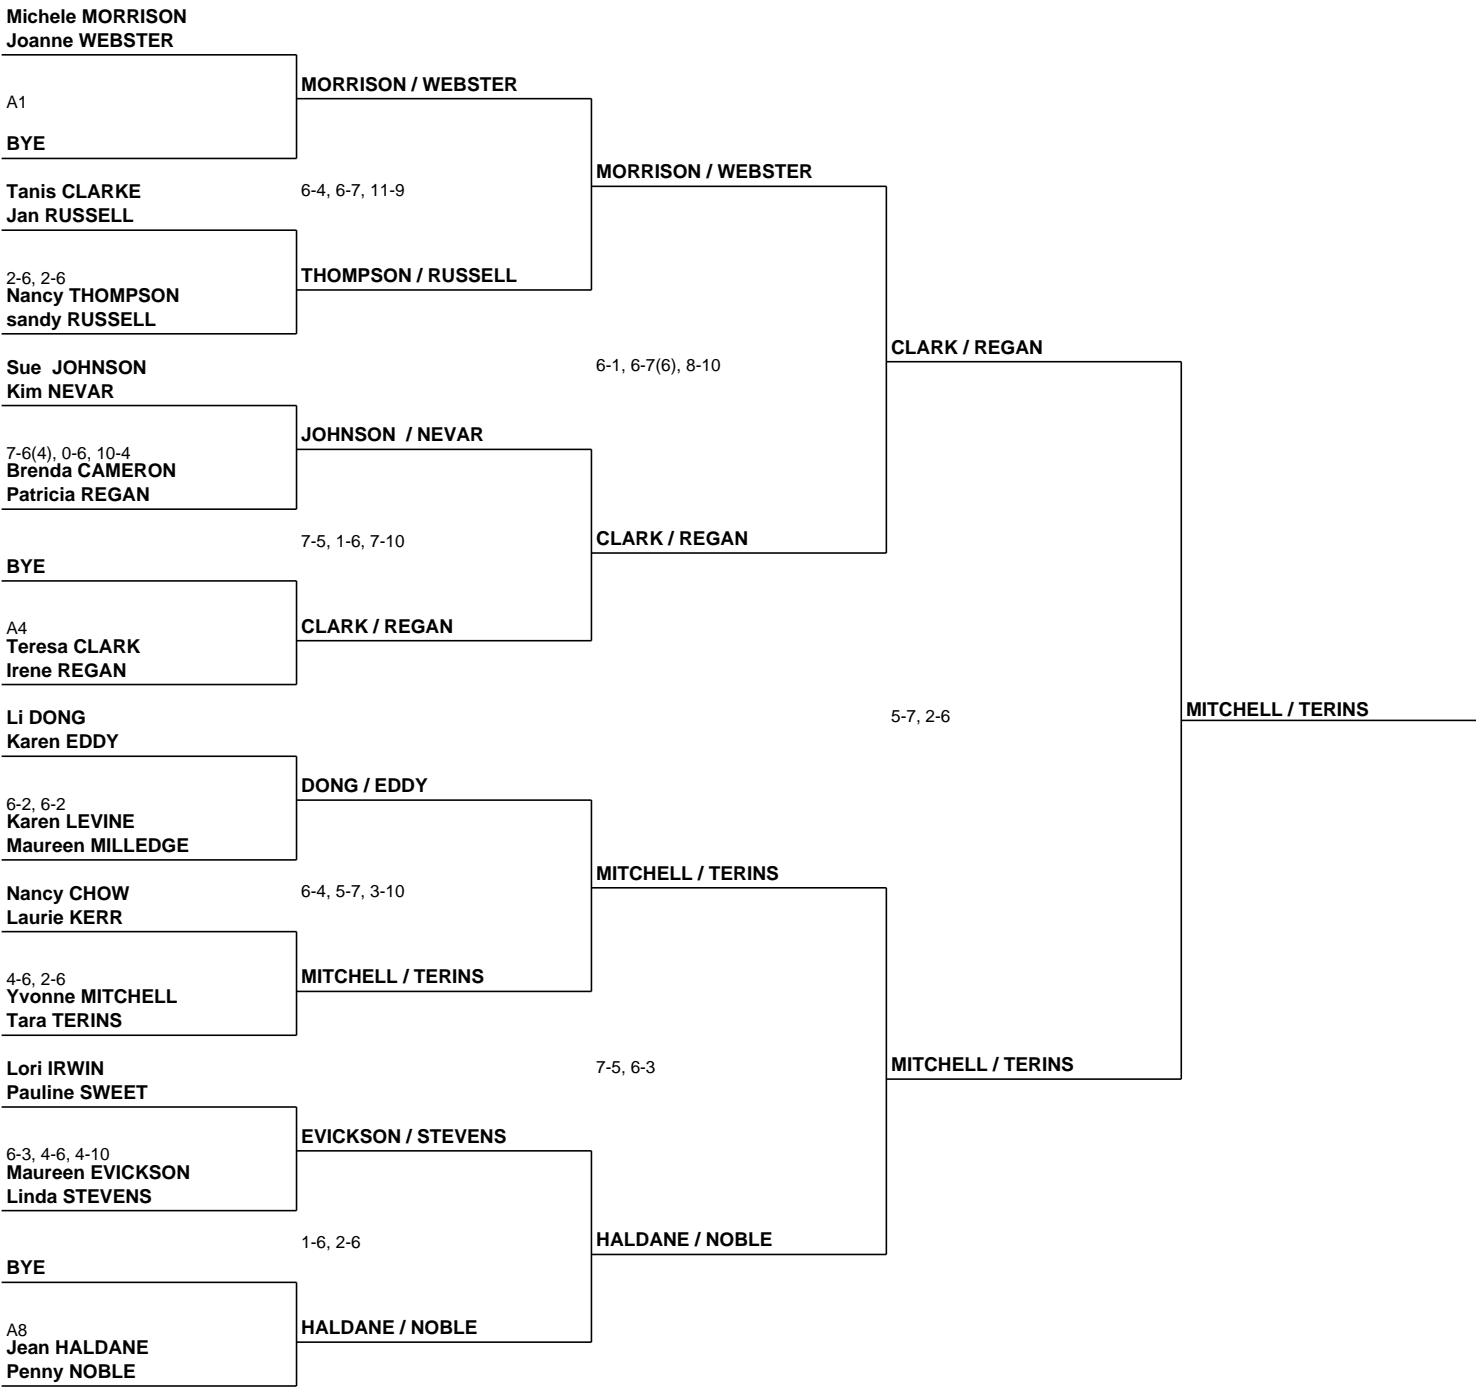 Michele MORRISON
Joanne WEBSTER
A1
BYE
Tanis CLARKE
Jan RUSSELL
2-6, 2-6
Nancy THOMPSON
sandy RUSSELL
Sue  JOHNSON
Kim NEVAR
7-6(4), 0-6, 10-4
Brenda CAMERON
Patricia REGAN
BYE
A4
Teresa CLARK
Irene REGAN
Li DONG
Karen EDDY
6-2, 6-2
Karen LEVINE
Maureen MILLEDGE
Nancy CHOW
Laurie KERR
4-6, 2-6
Yvonne MITCHELL
Tara TERINS
Lori IRWIN
Pauline SWEET
6-3, 4-6, 4-10
Maureen EVICKSON
Linda STEVENS
BYE
A8
Jean HALDANE
Penny NOBLE
MORRISON / WEBSTER
6-4, 6-7, 11-9
THOMPSON / RUSSELL
JOHNSON  / NEVAR
7-5, 1-6, 7-10
CLARK / REGAN
DONG / EDDY
6-4, 5-7, 3-10
MITCHELL / TERINS
EVICKSON / STEVENS
1-6, 2-6
HALDANE / NOBLE
MORRISON / WEBSTER
6-1, 6-7(6), 8-10
CLARK / REGAN
MITCHELL / TERINS
7-5, 6-3
HALDANE / NOBLE
CLARK / REGAN
5-7, 2-6
MITCHELL / TERINS
MITCHELL / TERINS